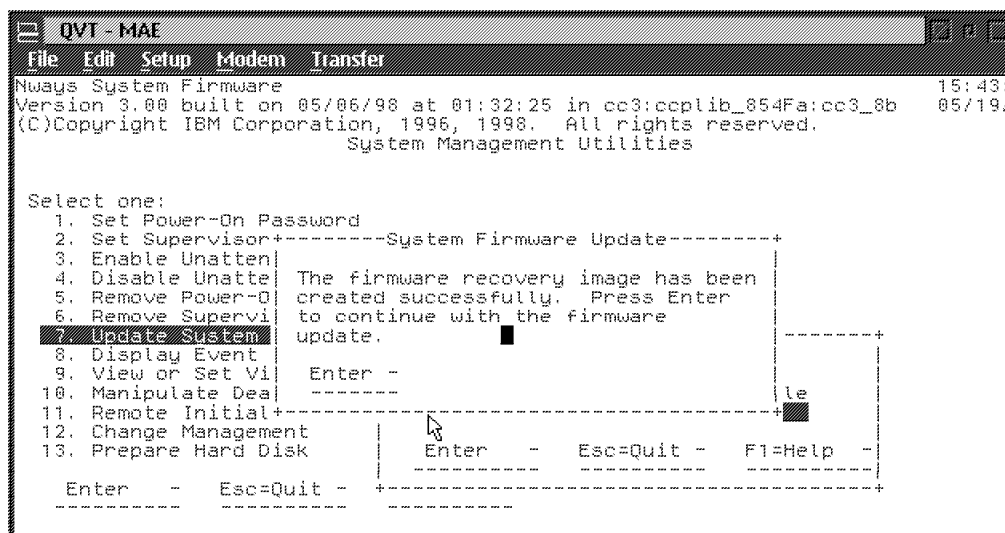 QVT - MAE
File Edit Setup Modem Transfer
Nways System Firmware 15:43:
Version 3.00 built on 05/06/98 at 01:32:25 in cc3:ccplib_854Fa:cc3_8b 05/19.
(C)Copyright IBM Corporation, 1996, 1998. All rights reserved.
System Management Utilities
Select one:
1. Set Power-On Password
2. Set Supervisor+--------System Firmware Update--------+
3. Enable Unatten|
4. Disable Unatte| The firmware recovery image has been
5. Remove Power-O| created successfully. Press Enter
6. Remove Supervi| to continue with the firmware
7. Update System | update.
8. Display Event |
9. View or Set Vi| Enter -
10. Manipulate Dea| ------- |le
11. Remote Initial+
12. Change Management
13. Prepare Hard Disk | Enter - Esc=Quit - F1=Help -|
Enter - Esc=Quit -